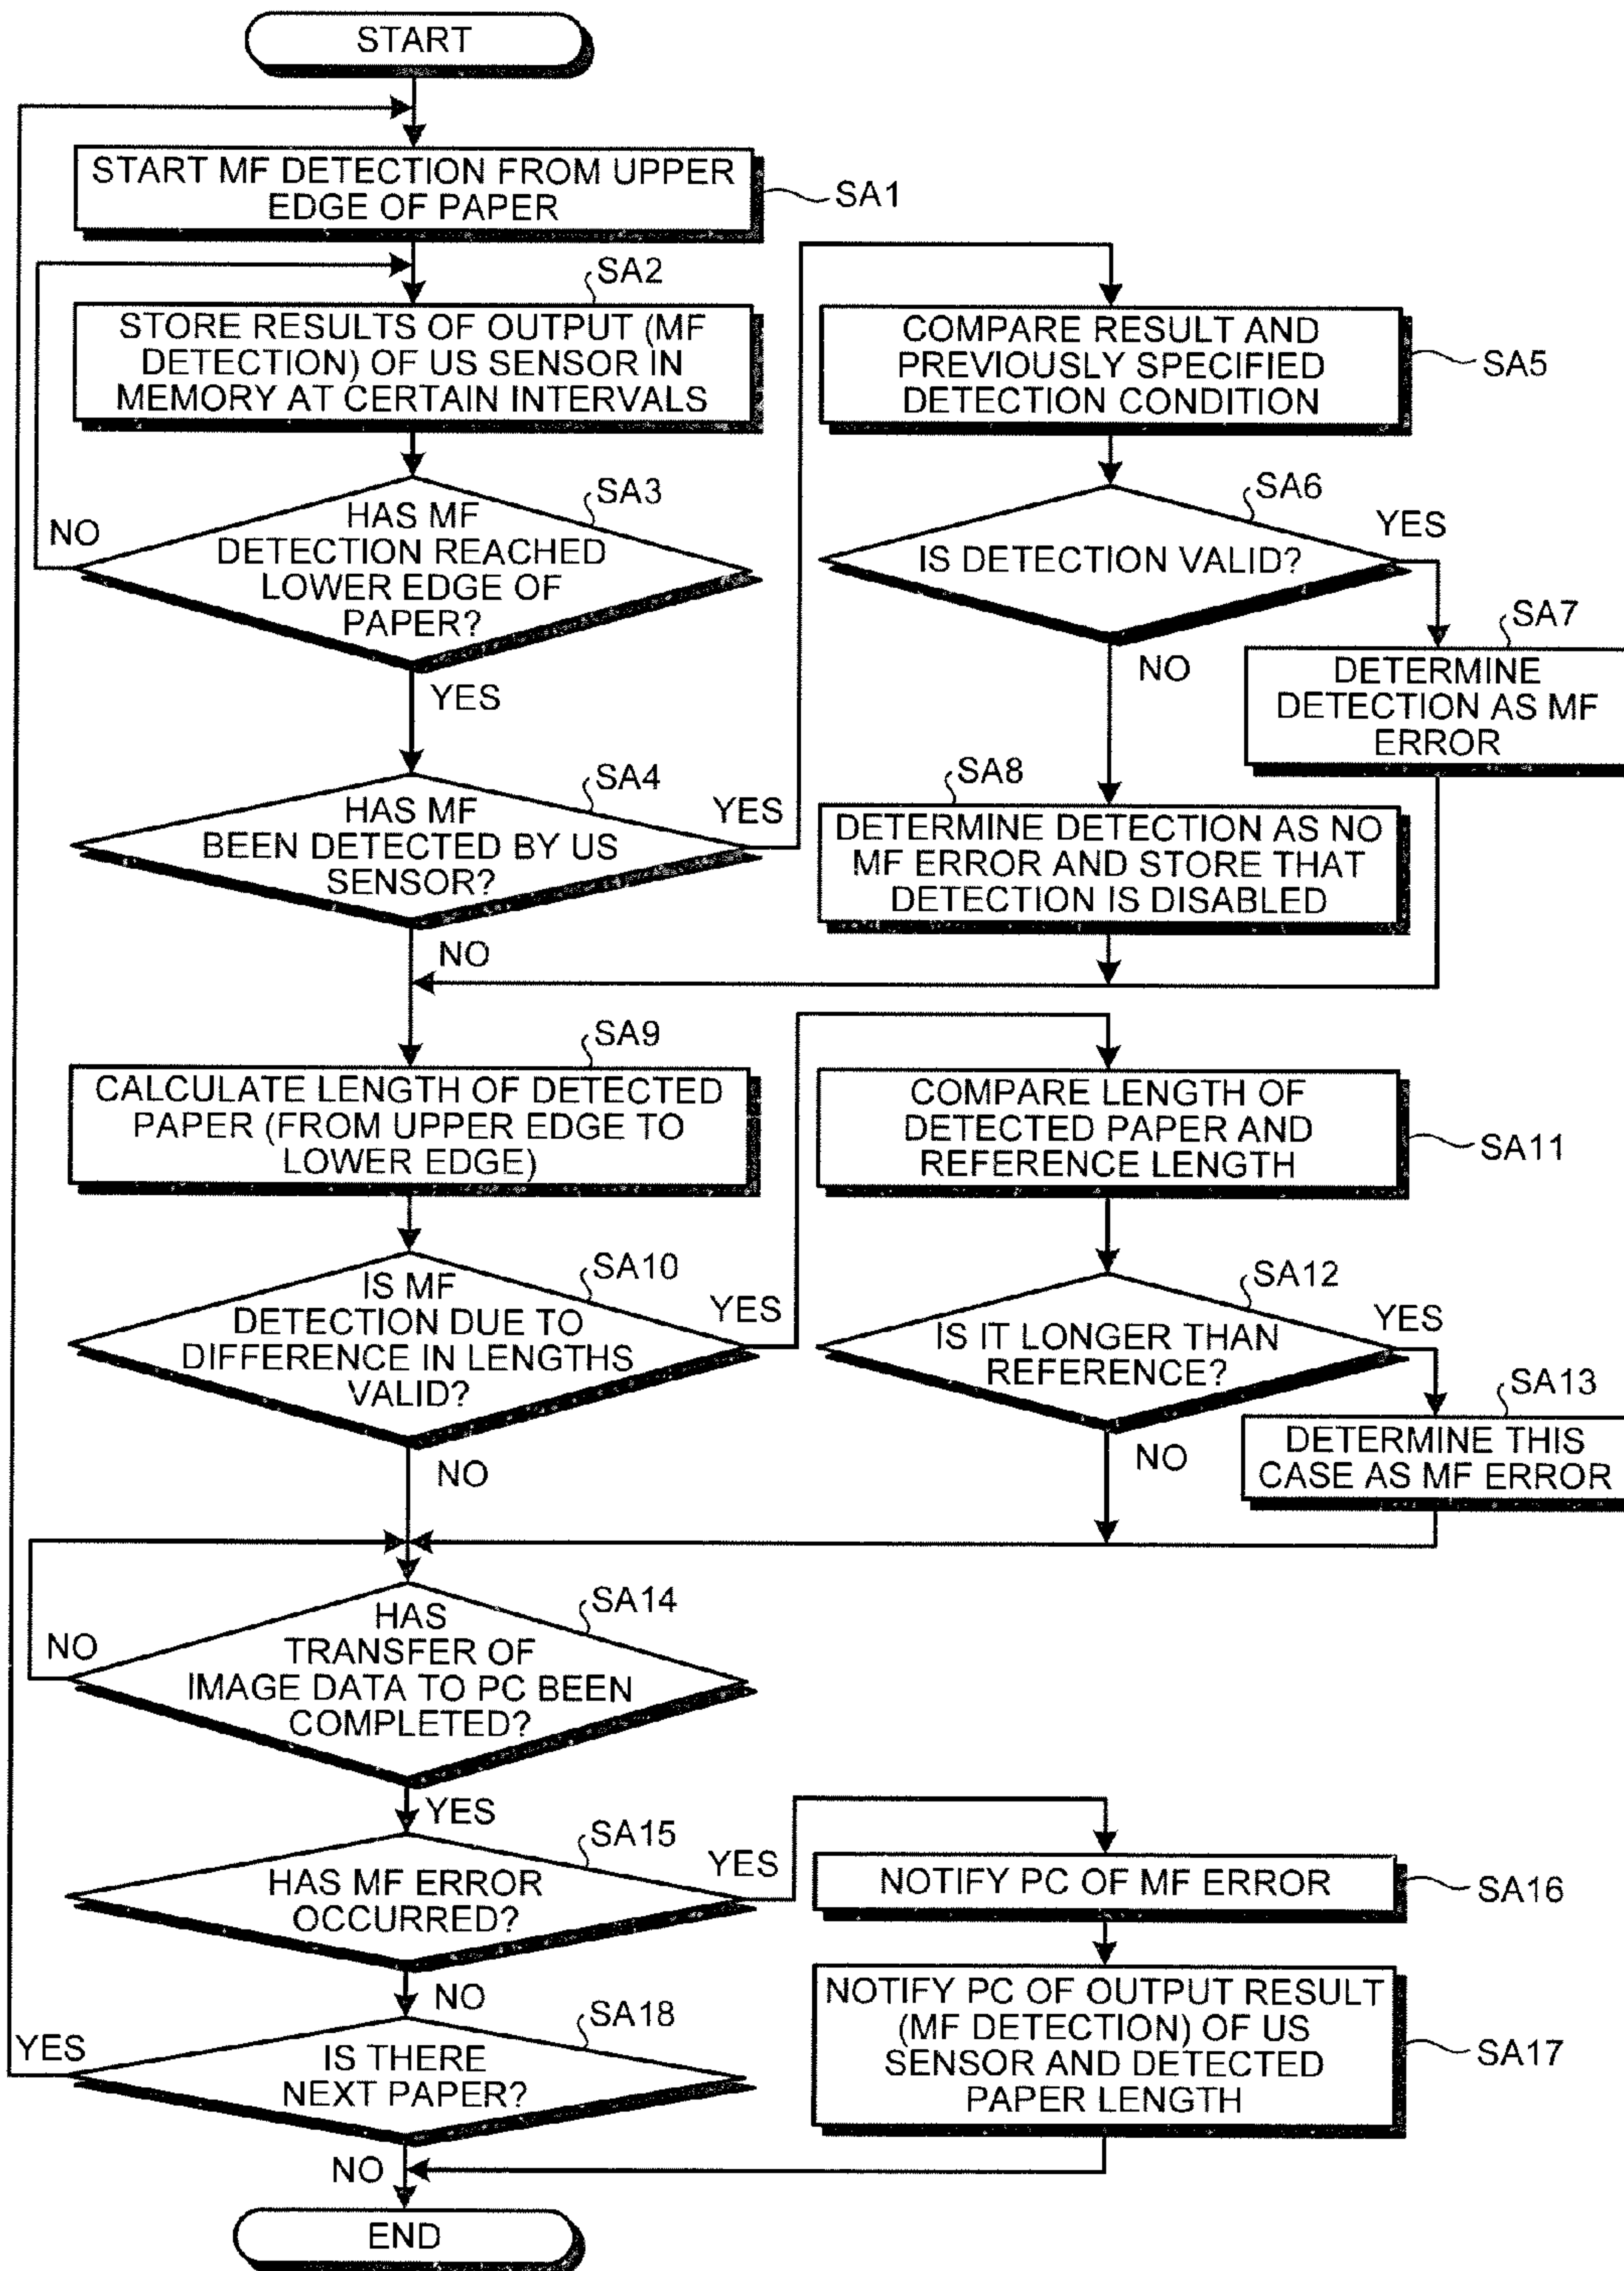 START
START MF DETECTION FROM UPPER
EDGE OF PAPER
SA1
SA2
STORE RESULTS OF OUTPUT (MF
DETECTION) OF US SENSOR IN
MEMORY AT CERTAIN INTERVALS
SA3
HAS MF
DETECTION REACHED
LOWER EDGE OF
PAPER?
NO
YES
SA4
HAS MF
BEEN DETECTED BY US
SENSOR?
YES
NO
COMPARE RESULT AND
PREVIOUSLY SPECIFIED
DETECTION CONDITION
SA5
SA6
IS DETECTION VALID?
YES
NO
SA7
DETERMINE
DETECTION AS MF
ERROR
SA8
DETERMINE DETECTION AS NO
MF ERROR AND STORE THAT
DETECTION IS DISABLED
SA9
CALCULATE LENGTH OF DETECTED
PAPER (FROM UPPER EDGE TO
LOWER EDGE)
SA10
IS MF
DETECTION DUE TO
DIFFERENCE IN LENGTHS
VALID?
YES
NO
COMPARE LENGTH OF
DETECTED PAPER AND
REFERENCE LENGTH
SA11
SA12
IS IT LONGER THAN
REFERENCE?
YES
NO
SA13
DETERMINE THIS
CASE AS MF ERROR
SA14
HAS
TRANSFER OF
IMAGE DATA TO PC BEEN
COMPLETED?
NO
YES
SA15
HAS MF ERROR
OCCURRED?
YES
NO
NOTIFY PC OF MF ERROR
SA16
NOTIFY PC OF OUTPUT RESULT
(MF DETECTION) OF US
SENSOR AND DETECTED
PAPER LENGTH
SA17
SA18
IS THERE
NEXT PAPER?
YES
NO
END